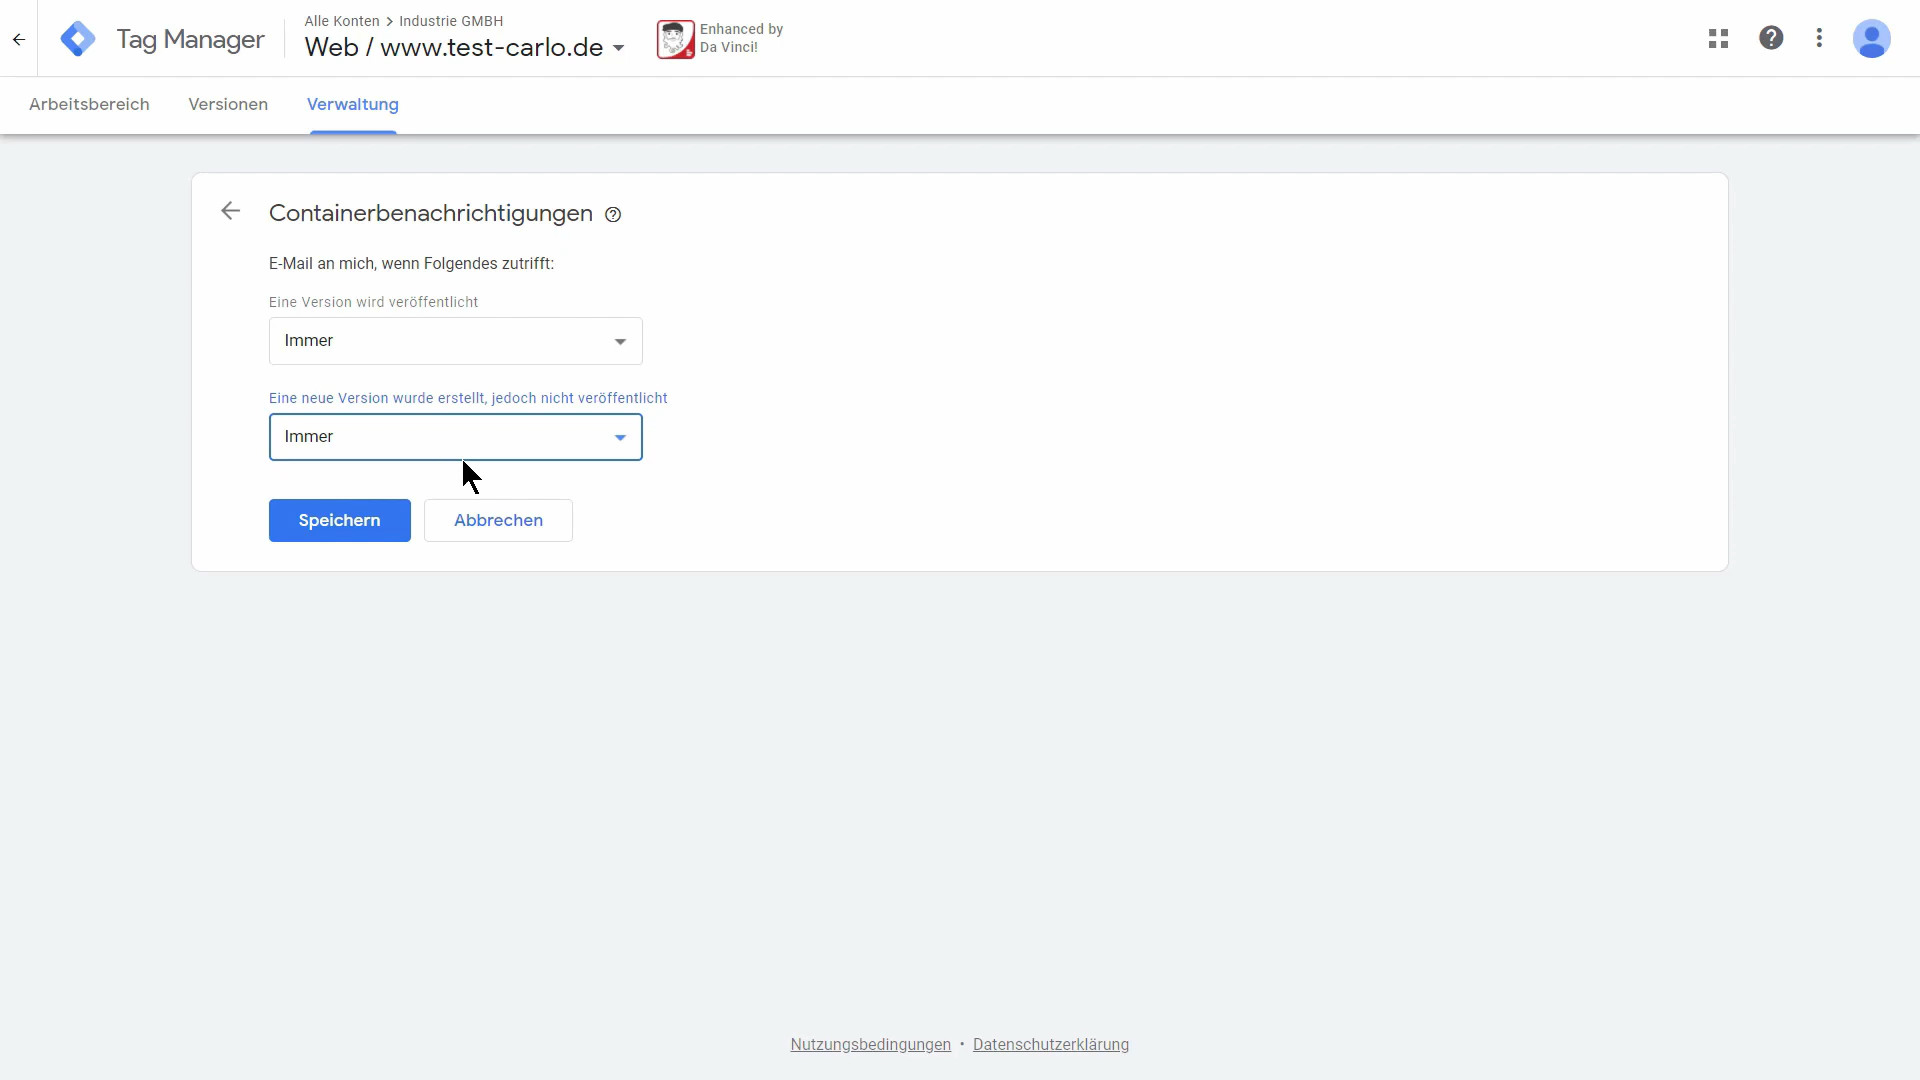 Tag Manager
Alle Konten > Industrie GMBH
Web / www.test-carlo.de
Enhanced by
Da Vinci!
Arbeitsbereich
Versionen
Verwaltung
Containerbenachrichtigungen
E-Mail an mich, wenn Folgendes zutrifft:
Eine Version wird veröffentlicht
Immer
Eine neue Version wurde erstellt, jedoch nicht veröffentlicht
Immer
Speichern
Abbrechen
Nutzungsbedingungen • Datenschutzerklärung